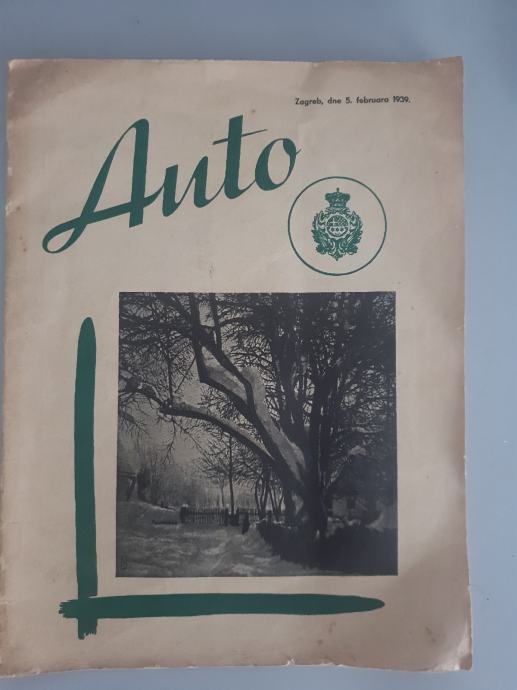 Zagreb, dne 5. februara 1939.
Auto